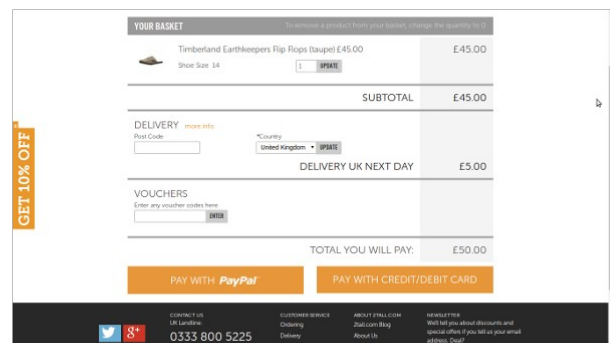 YOUR BASKET
To remove a product from your basket, change the quantity to 0
Timberland Earthkeepers Flip Flops (taupe) £45.00
£45.00
Shoe Size 14
1 UPDATE
SUBTOTAL £45.00
DELIVERY more info
Post Code *Country
United Kingdom UPDATE
DELIVERY UK NEXT DAY £5.00
VOUCHERS
Enter any voucher codes here
ENTER
TOTAL YOU WILL PAY: £50.00
PAY WITH PayPal
PAY WITH CREDIT/DEBIT CARD
GET 10% OFF
CONTACT US
UK Landline:
0333 800 5225
CUSTOMER SERVICE
Ordering
Delivery
ABOUT 2TALL.COM
2tall.com Blog
About Us
NEWSLETTER
We'll tell you about discounts and
special offers if you tell us your email
address. Deal?
8+